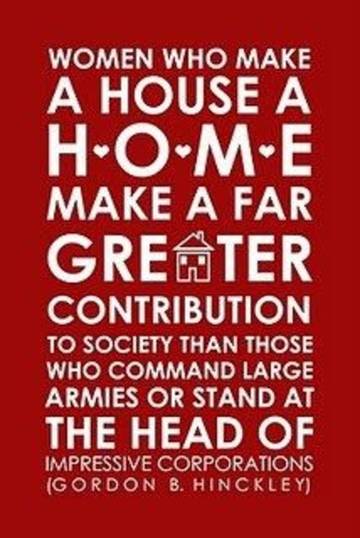 WOMEN WHO MAKE
A HOUSE A
H♥O♥M♥E
MAKE A FAR
GREATER
CONTRIBUTION
TO SOCIETY THAN THOSE
WHO COMMAND LARGE
ARMIES OR STAND AT
THE HEAD OF
IMPRESSIVE CORPORATIONS
(GORDON B. HINCKLEY)